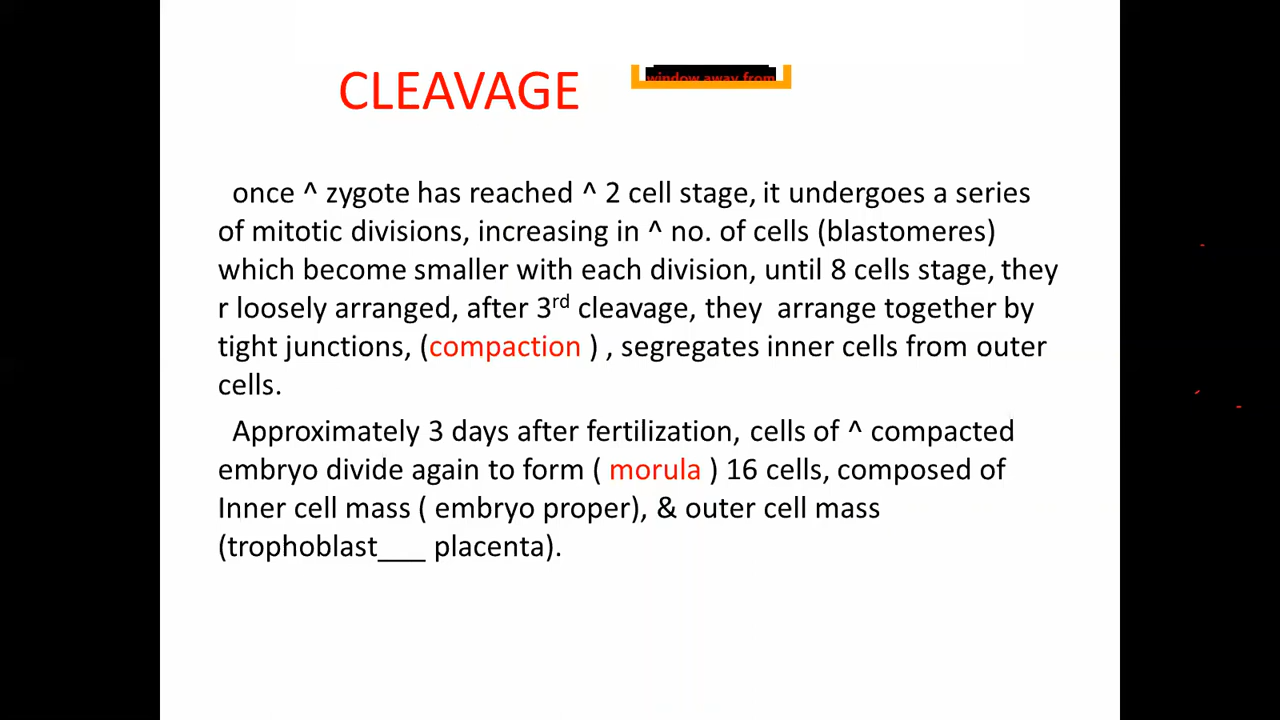 window away from
CLEAVAGE
once ^ zygote has reached ^ 2 cell stage, it undergoes a series
of mitotic divisions, increasing in ^ no. of cells (blastomeres)
which become smaller with each division, until 8 cells stage, they
r loosely arranged, after 3rd cleavage, they arrange together by
tight junctions, (compaction ) , segregates inner cells from outer
cells.
Approximately 3 days after fertilization, cells of ^ compacted
embryo divide again to form ( morula ) 16 cells, composed of
Inner cell mass ( embryo proper), & outer cell mass
(trophoblast___ placenta).